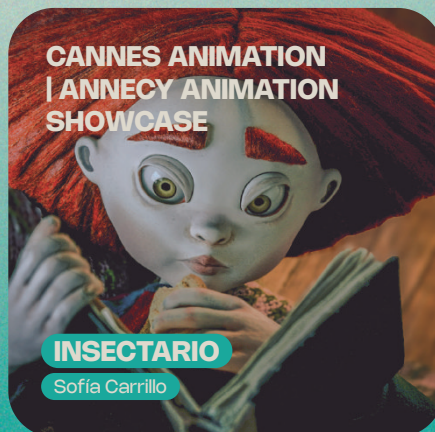 CANNES ANIMATION
| ANNECY ANIMATION
SHOWCASE
INSECTARIO
Sofía Carrillo